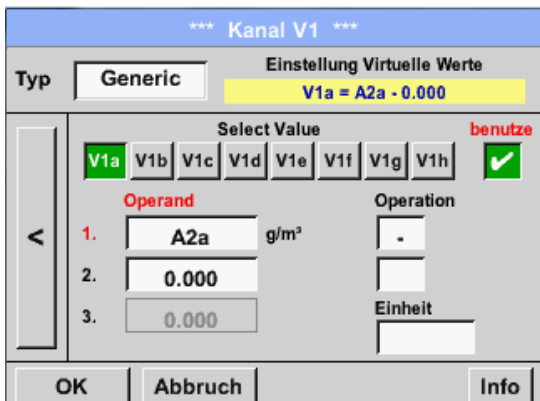 *** Kanal V1 ***
Typ Generic Einstellung Virtuelle Werte
V1a = A2a - 0.000
Select Value benutze
V1a V1b V1c V1d V1e V1f V1g V1h ✔
Operand Operation
< 1. A2a g/m³ -
2. 0.000
3. 0.000 Einheit
OK Abbruch Info